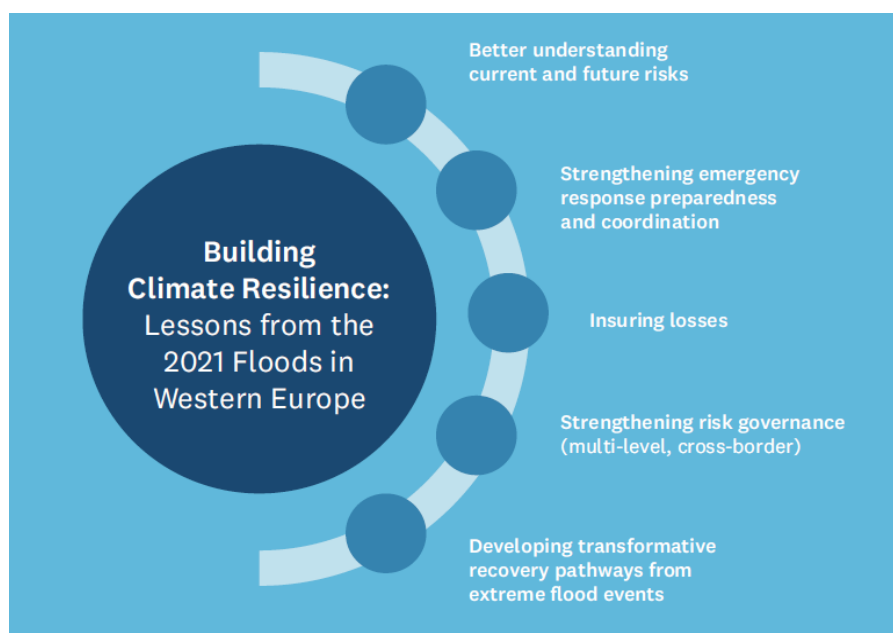 Building
Climate Resilience:
Lessons from the
2021 Floods in
Western Europe
Better understanding
current and future risks
Strengthening emergency
response preparedness
and coordination
Insuring losses
Strengthening risk governance
(multi-level, cross-border)
Developing transformative
recovery pathways from
extreme flood events